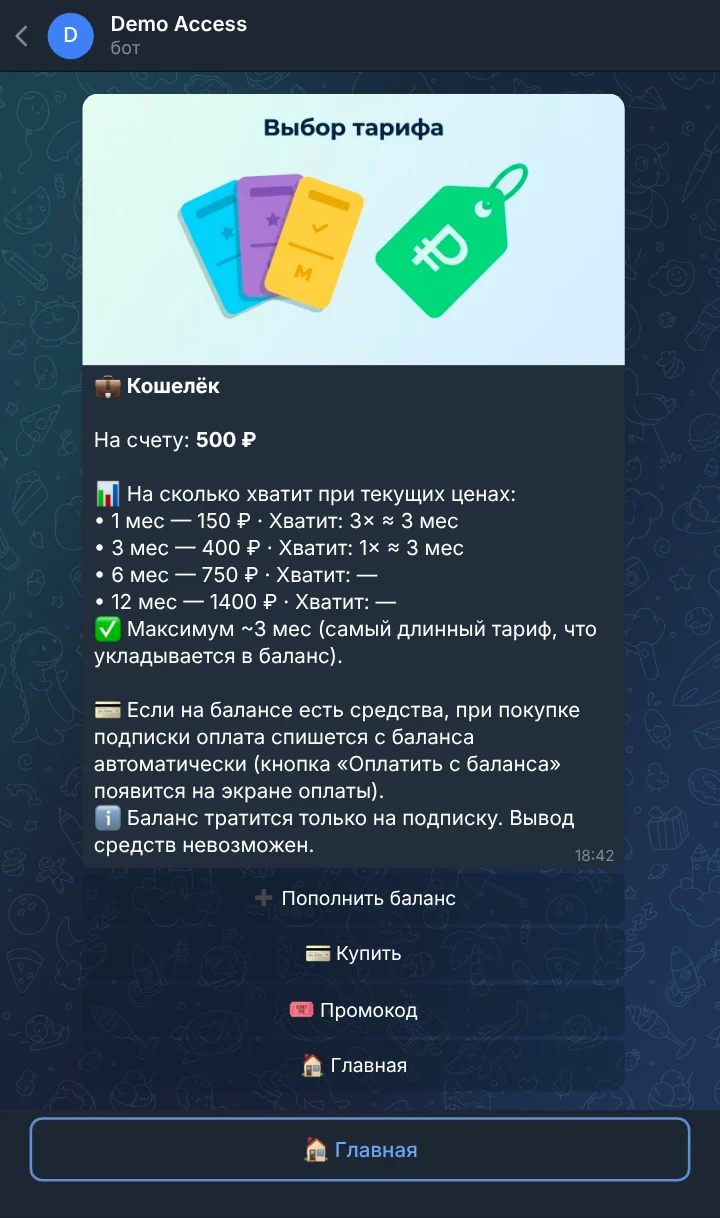 D
Demo Access
бот
Выбор тарифа
M
₽
💼 Кошелёк
На счету: 500 ₽
📊 На сколько хватит при текущих ценах:
• 1 мес — 150 ₽ · Хватит: 3× ≈ 3 мес
• 3 мес — 400 ₽ · Хватит: 1× ≈ 3 мес
• 6 мес — 750 ₽ · Хватит: —
• 12 мес — 1400 ₽ · Хватит: —
✅ Максимум ~3 мес (самый длинный тариф, что
укладывается в баланс).
💳 Если на балансе есть средства, при покупке
подписки оплата спишется с баланса
автоматически (кнопка «Оплатить с баланса»
появится на экране оплаты).
ℹ️ Баланс тратится только на подписку. Вывод
средств невозможен.
18:42
➕ Пополнить баланс
💳 Купить
🎟 Промокод
🏠 Главная
🏠 Главная